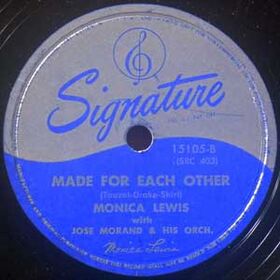 Signature
15105-B
(SRC 403)
MADE FOR EACH OTHER
(Touzet-Drake-Shirl)
MONICA LEWIS
with
JOSE MORAND & HIS ORCH.
Monica Lewis